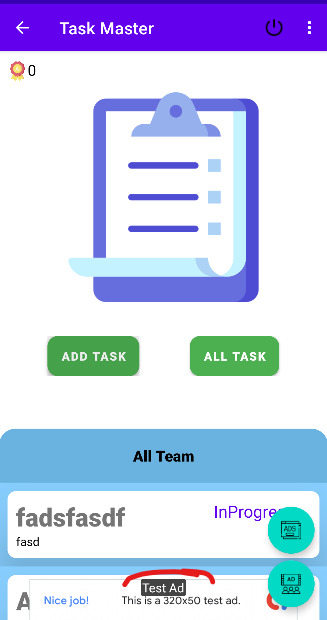 Task Master
0
ADD TASK
ALL TASK
All Team
fadsfasdf
InProgre
fasd
ADS
AD
A
Test Ad
Nice job!
This is a 320x50 test ad.